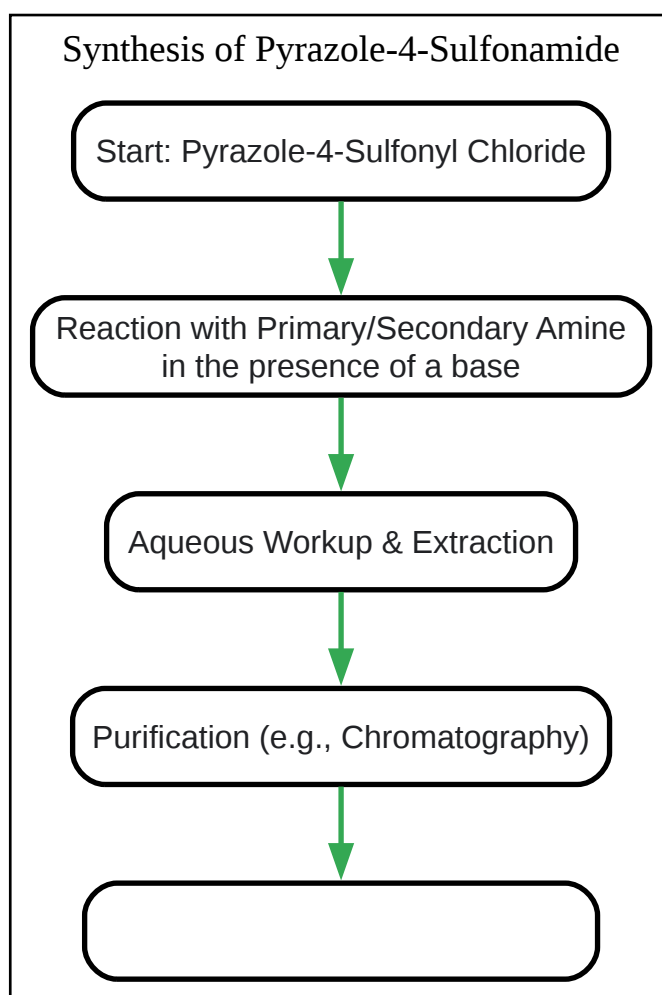 Synthesis of Pyrazole-4-Sulfonamide
Start: Pyrazole-4-Sulfonyl Chloride
Reaction with Primary/Secondary Amine
in the presence of a base
Aqueous Workup & Extraction
Purification (e.g., Chromatography)